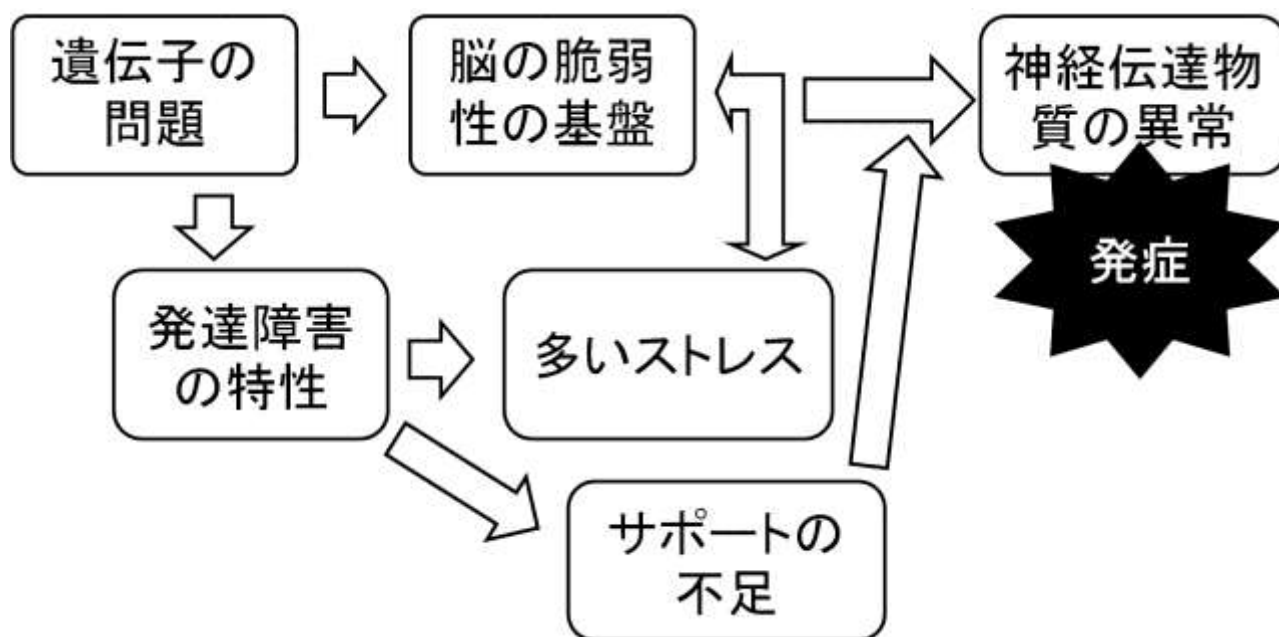 遺伝子の
問題
脳の脆弱
性の基盤
神経伝達物
質の異常
発症
発達障害
の特性
多いストレス
サポートの
不足